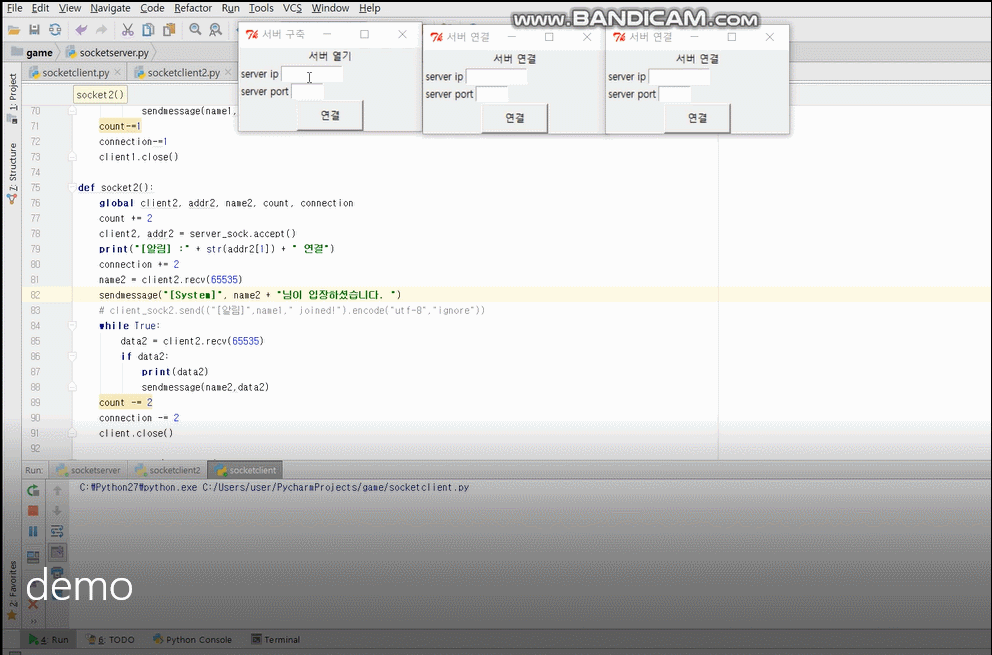 File Edit View Navigate Code Refactor Run Tools VCS Window Help
www.BANDICAM.com
game socketserver.py
socketclient.py socketclient2.py
서버 구축
서버 열기
server ip
server port
연결
서버 연결
서버 연결
server ip
server port
연결
서버 연결
서버 연결
server ip
server port
연결
1: Project
7: Structure
2: Favorites
socket2()
70 sendmessage(name1,
71 count-=1
72 connection-=1
73 client1.close()
74
75 def socket2():
76 global client2, addr2, name2, count, connection
77 count += 2
78 client2, addr2 = server_sock.accept()
79 print("[알림] :" + str(addr2[1]) + " 연결")
80 connection += 2
81 name2 = client2.recv(65535)
82 sendmessage("[System]", name2 + "님이 입장하셨습니다. ")
83 # client_sock2.send(("[알림]",name1," joined!").encode("utf-8","ignore"))
84 while True:
85 data2 = client2.recv(65535)
86 if data2:
87 print(data2)
88 sendmessage(name2,data2)
89 count -= 2
90 connection -= 2
91 client.close()
92
Run: socketserver socketclient2 socketclient
C:₩Python27₩python.exe C:/Users/user/PycharmProjects/game/socketclient.py
demo
4: Run 6: TODO Python Console Terminal